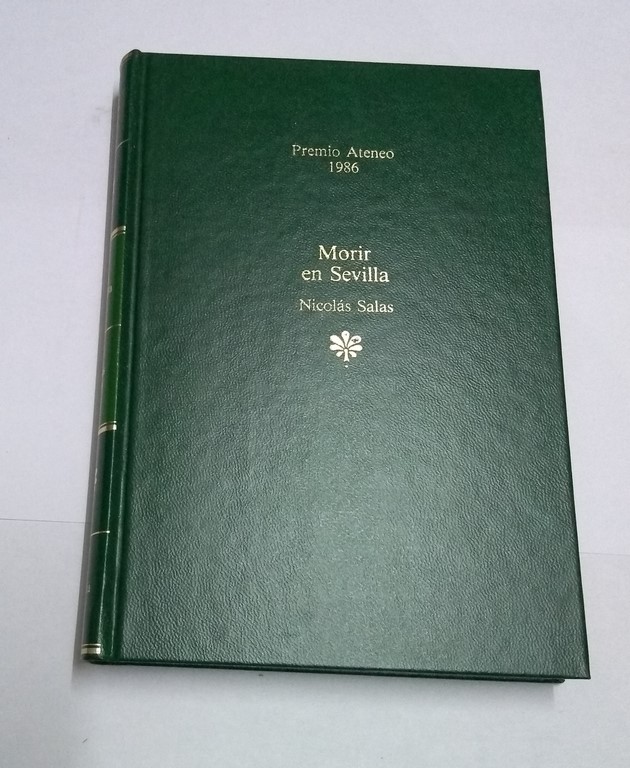 Premio Ateneo
1986
Morir
en Sevilla
Nicolás Salas